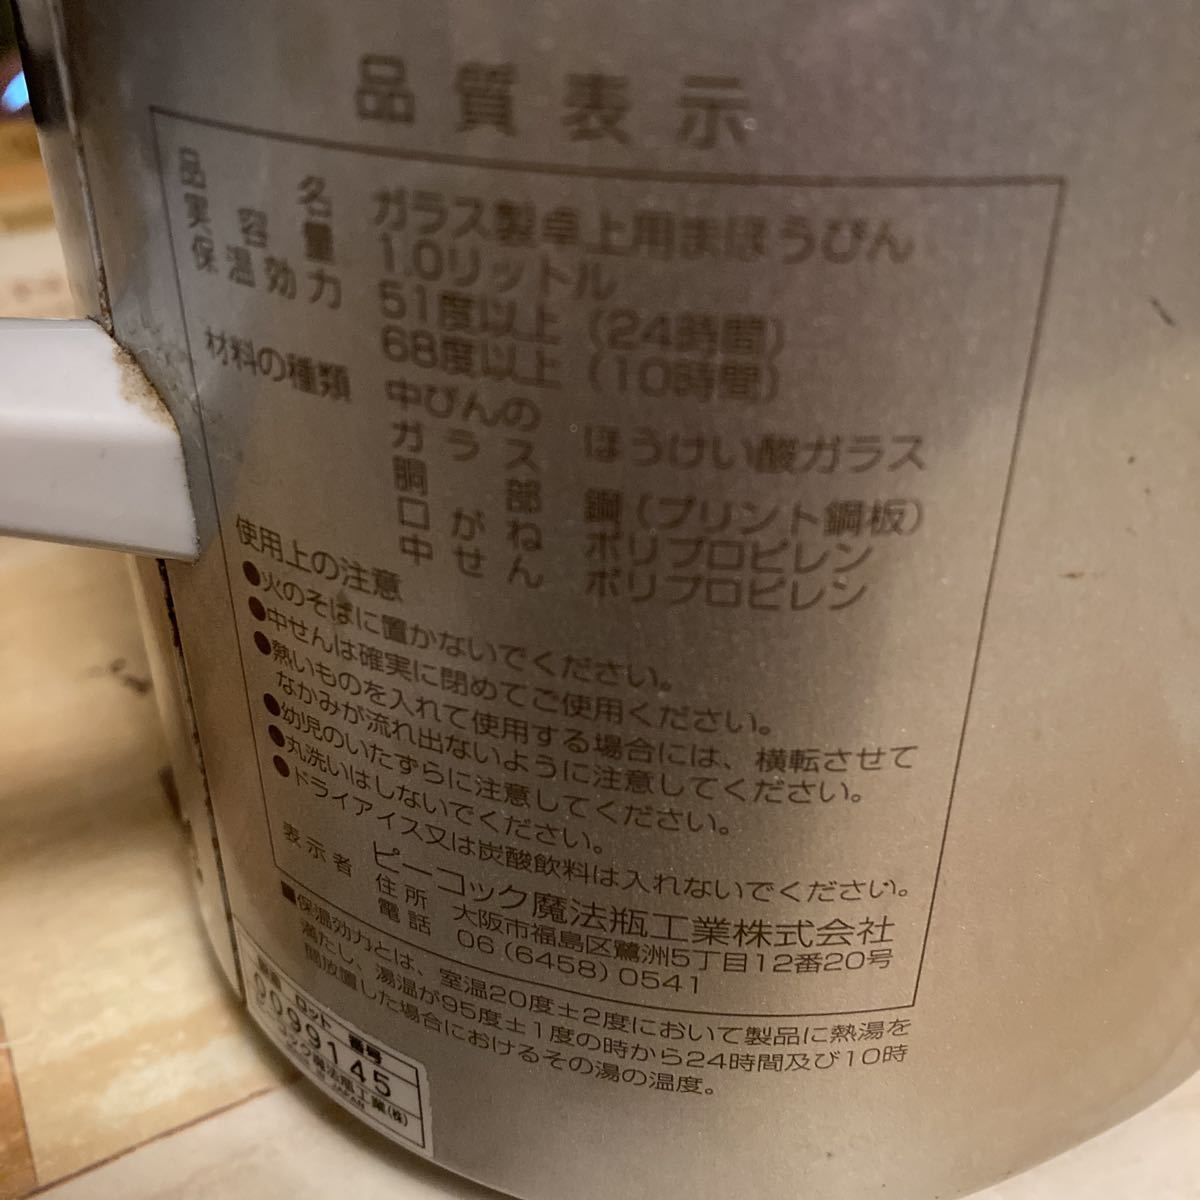 品質表示
品名 ガラス製卓上用まほうびん
実容量 1.0リットル
保温効力 51度以上(24時間)
68度以上(10時間)
材料の種類 中びんの
ガラス ほうけい酸ガラス
胴部 鋼(プリント鋼板)
口がね ポリプロピレン
中せん ポリプロピレン
使用上の注意
●火のそばに置かないでください。
●中せんは確実に閉めてご使用ください。
●熱いものを入れて使用する場合には、横転させて
なかみが流れ出ないように注意してください。
●幼児のいたずらに注意してください。
●丸洗いはしないでください。
●ドライアイス又は炭酸飲料は入れないでください。
表示者 ピーコック魔法瓶工業株式会社
住所 大阪市福島区鷺洲5丁目12番20号
電話 06(6458)0541
■保温効力とは、室温20度±2度において製品に熱湯を
満たし、湯温が95度±1度の時から24時間及び10時
間放置した場合におけるその湯の温度。
ロット番号
0099145
コック魔法瓶工業(株)
JAPAN